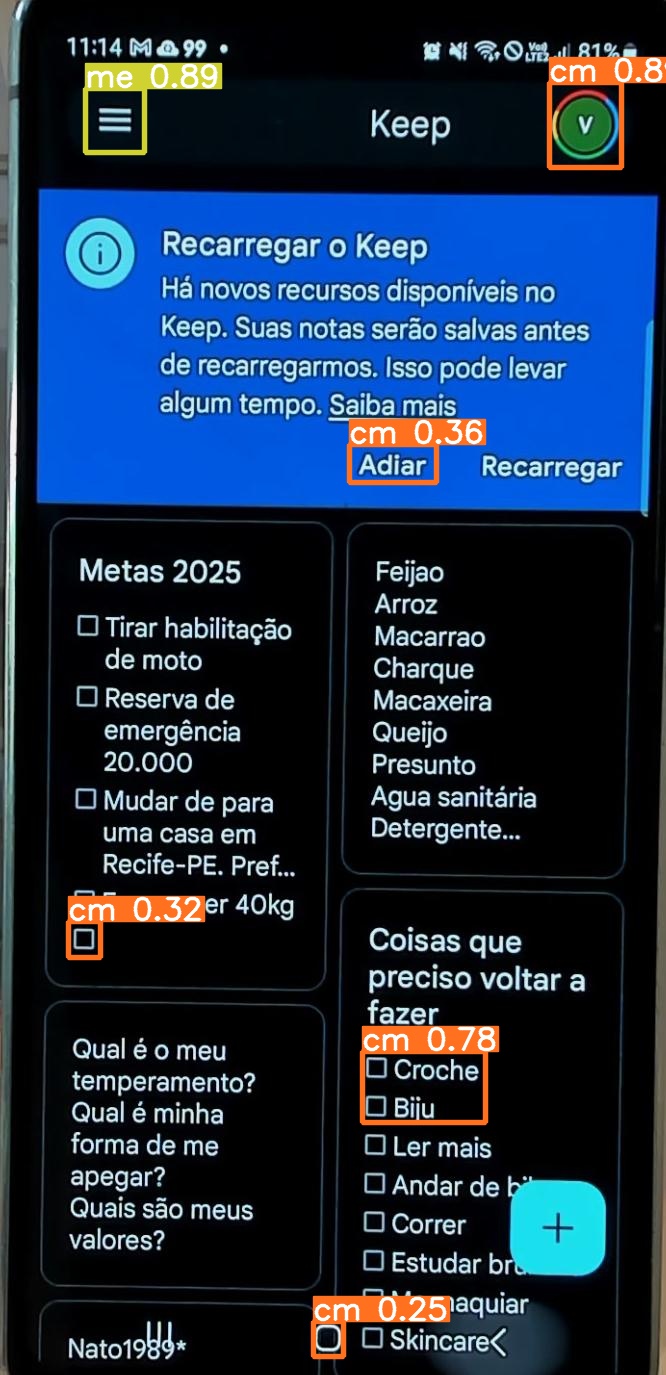 11:14 99 81%
me 0.89
cm 0.8
Keep
V
Recarregar o Keep
Há novos recursos disponíveis no
Keep. Suas notas serão salvas antes
de recarregarmos. Isso pode levar
algum tempo. Saiba mais
cm 0.36
Adiar Recarregar
Metas 2025
Tirar habilitação
de moto
Reserva de
emergência
20.000
Mudar de para
uma casa em
Recife-PE. Pref...
er 40kg
cm 0.32
Qual é o meu
temperamento?
Qual é minha
forma de me
apegar?
Quais são meus
valores?
Nato1989*
Feijao
Arroz
Macarrao
Charque
Macaxeira
Queijo
Presunto
Agua sanitária
Detergente...
Coisas que
preciso voltar a
fazer
cm 0.78
Croche
Biju
Ler mais
Andar de
Correr
Estudar
aquiar
cm 0.25
Skincare